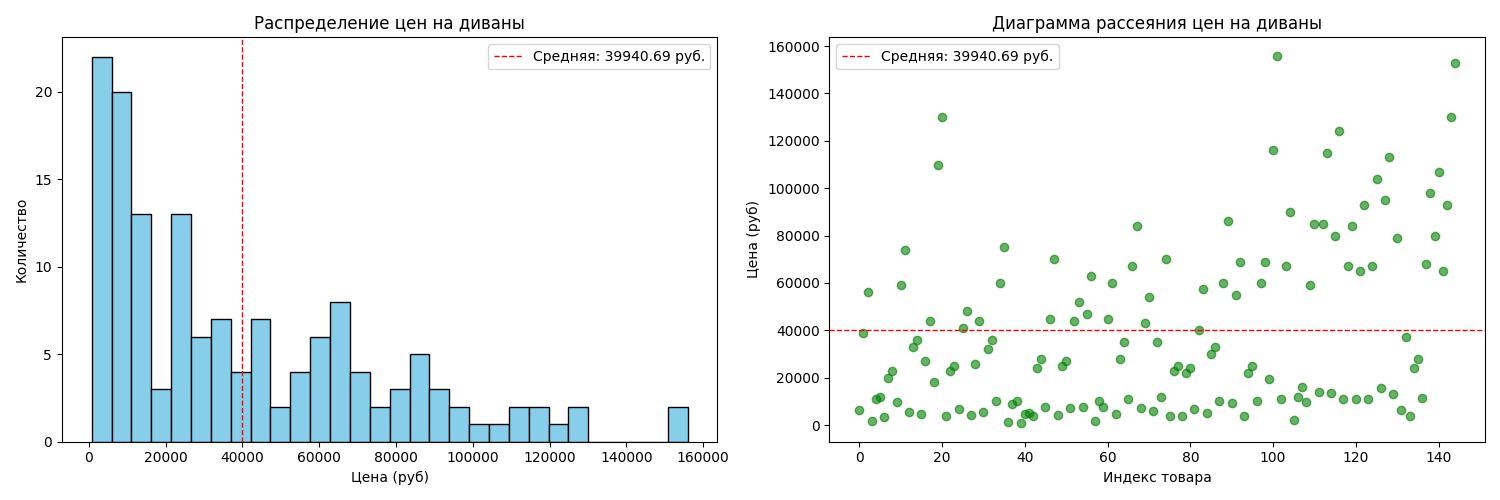 Распределение цен на диваны
Средняя: 39940.69 руб.
Количество
20
15
10
5
0
0 20000 40000 60000 80000 100000 120000 140000 160000
Цена (руб)
Диаграмма рассеяния цен на диваны
Средняя: 39940.69 руб.
Цена (руб)
160000
140000
120000
100000
80000
60000
40000
20000
0
0 20 40 60 80 100 120 140
Индекс товара